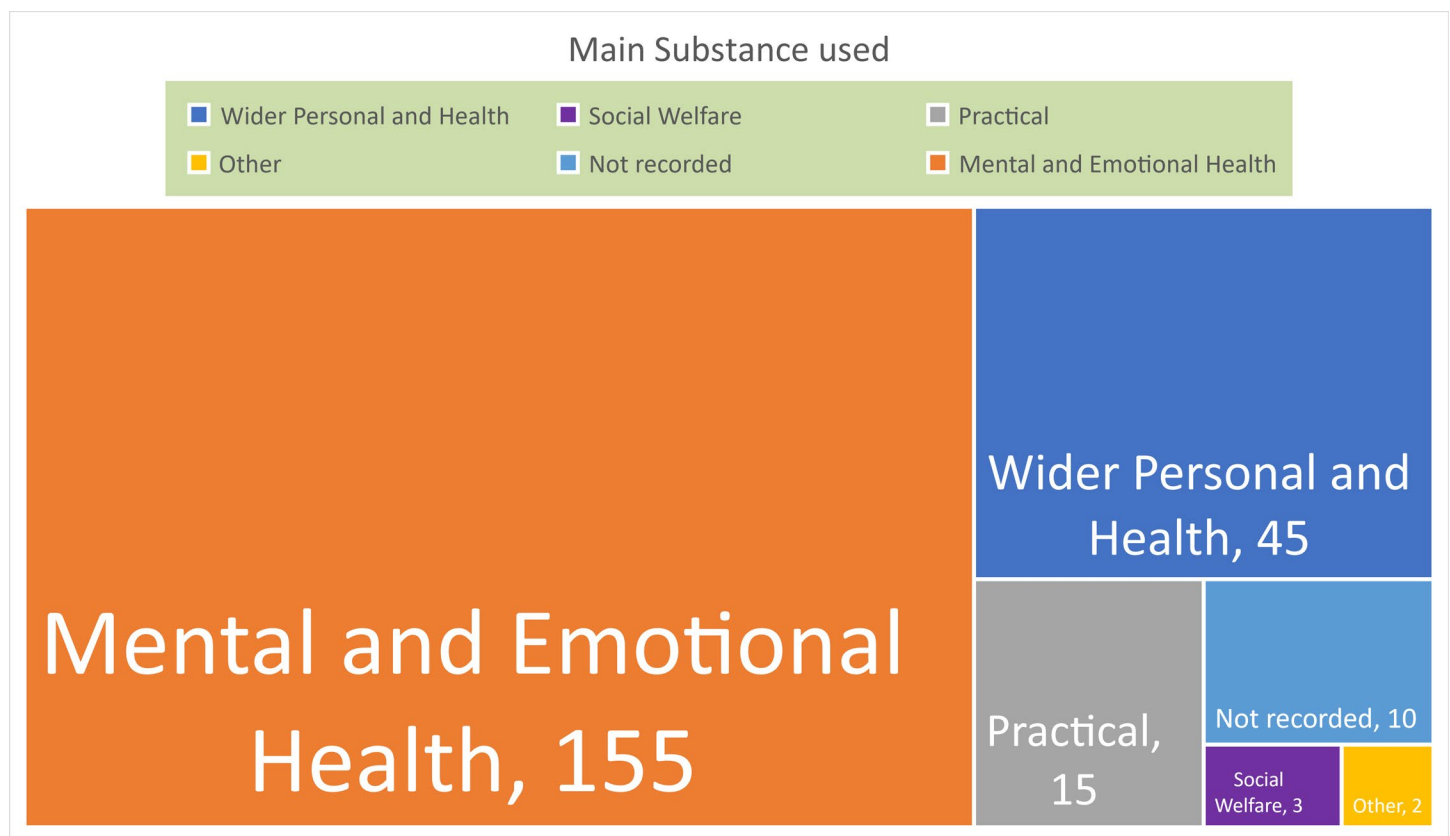 Main Substance used
Wider Personal and Health
Social Welfare
Practical
Other
Not recorded
Mental and Emotional Health
Mental and Emotional
Health, 155
Wider Personal and
Health, 45
Practical,
15
Not recorded, 10
Social
Welfare, 3
Other, 2